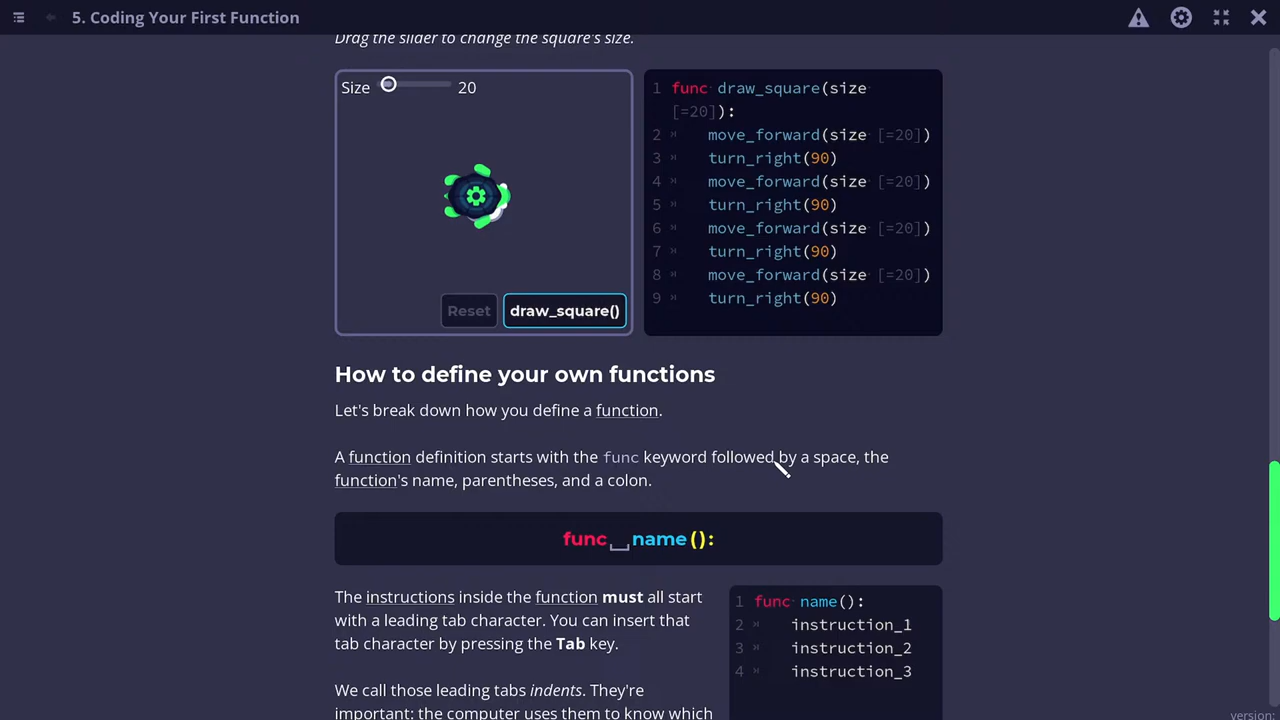 5. Coding Your First Function
Drag the slider to change the square's size.
Size 20
Reset draw_square()
1 func draw_square(size
[=20]):
2 move_forward(size [=20])
3 turn_right(90)
4 move_forward(size [=20])
5 turn_right(90)
6 move_forward(size [=20])
7 turn_right(90)
8 move_forward(size [=20])
9 turn_right(90)
How to define your own functions
Let's break down how you define a function.
A function definition starts with the func keyword followed by a space, the
function's name, parentheses, and a colon.
func␣name():
The instructions inside the function must all start
with a leading tab character. You can insert that
tab character by pressing the Tab key.
We call those leading tabs indents. They're
important: the computer uses them to know which
1 func name():
2 instruction_1
3 instruction_2
4 instruction_3
version: